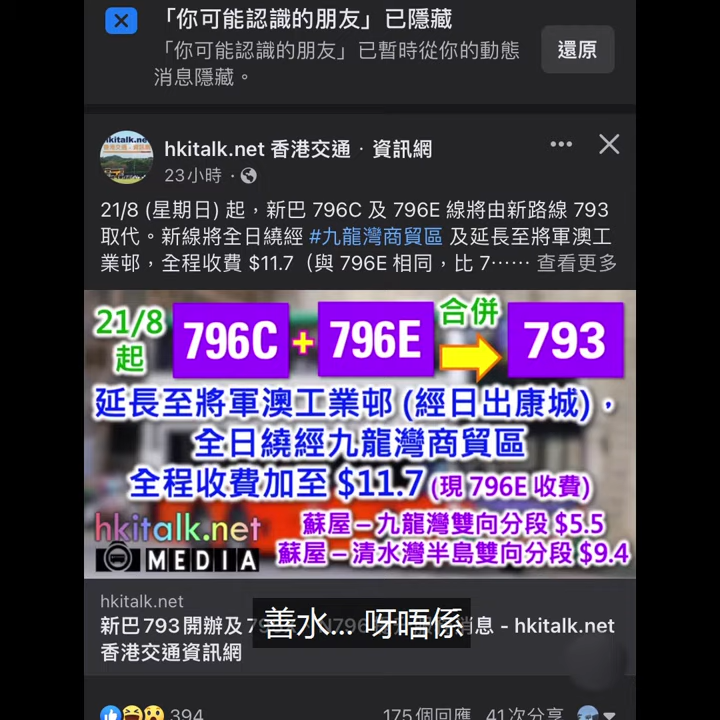 「你可能認識的朋友」已隱藏
「你可能認識的朋友」已暫時從你的動態
消息隱藏。
還原
hkitalk.net 香港交通．資訊網
23小時 ·
21/8 (星期日) 起，新巴 796C 及 796E 線將由新路線 793
取代。新線將全日繞經 #九龍灣商貿區 及延長至將軍澳工
業邨，全程收費 $11.7（與 796E 相同，比 7⋯⋯ 查看更多
21/8
起
796C + 796E 合併 793
延長至將軍澳工業邨 (經日出康城)，
全日繞經九龍灣商貿區
全程收費加至 $11.7 (現 796E 收費)
蘇屋－九龍灣雙向分段 $5.5
蘇屋－清水灣半島雙向分段 $9.4
hkitalk.net
MEDIA
hkitalk.net
新巴793開辦及7 息 - hkitalk.net
香港交通資訊網
善水... 呀唔係
394
175個回應 41次分享